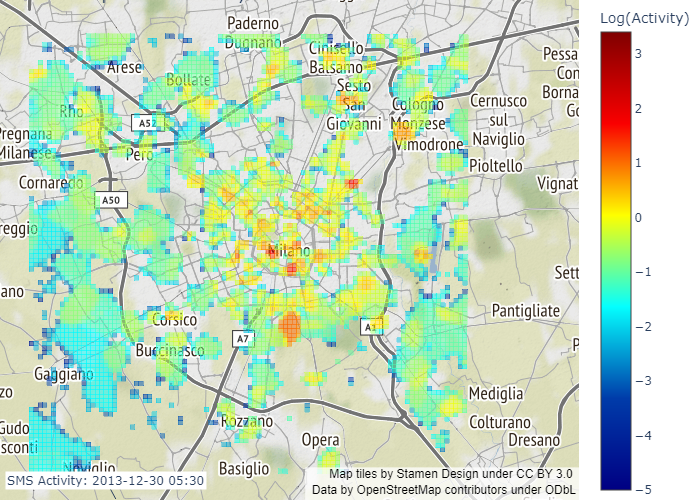 Log(Activity)
Paderno
Dugnano
Cinisello
Balsamo
Arese
Bollate
Sesto
San
Giovanni
Cologno
Monzese
Pessa
Con
Borna
Go
Cernusco
sul
Naviglio
Rho
A52
Pregnana
Milanese
Pero
Vimodrone
Pioltello
Cornaredo
A50
Vignat
reggio
Milano
Sett
ano
Pantigliate
Corsico
A7
A1
Buccinasco
P
Gaggiano
zo
Mediglia
Rozzano
Colturano
Gudo
sconti
Opera
Dresano
Noviglio
Basiglio
SMS Activity: 2013-12-30 05:30
Map tiles by Stamen Design under CC BY 3.0
Data by OpenStreetMap contributors under ODbL
3
2
1
0
−1
−2
−3
−4
−5